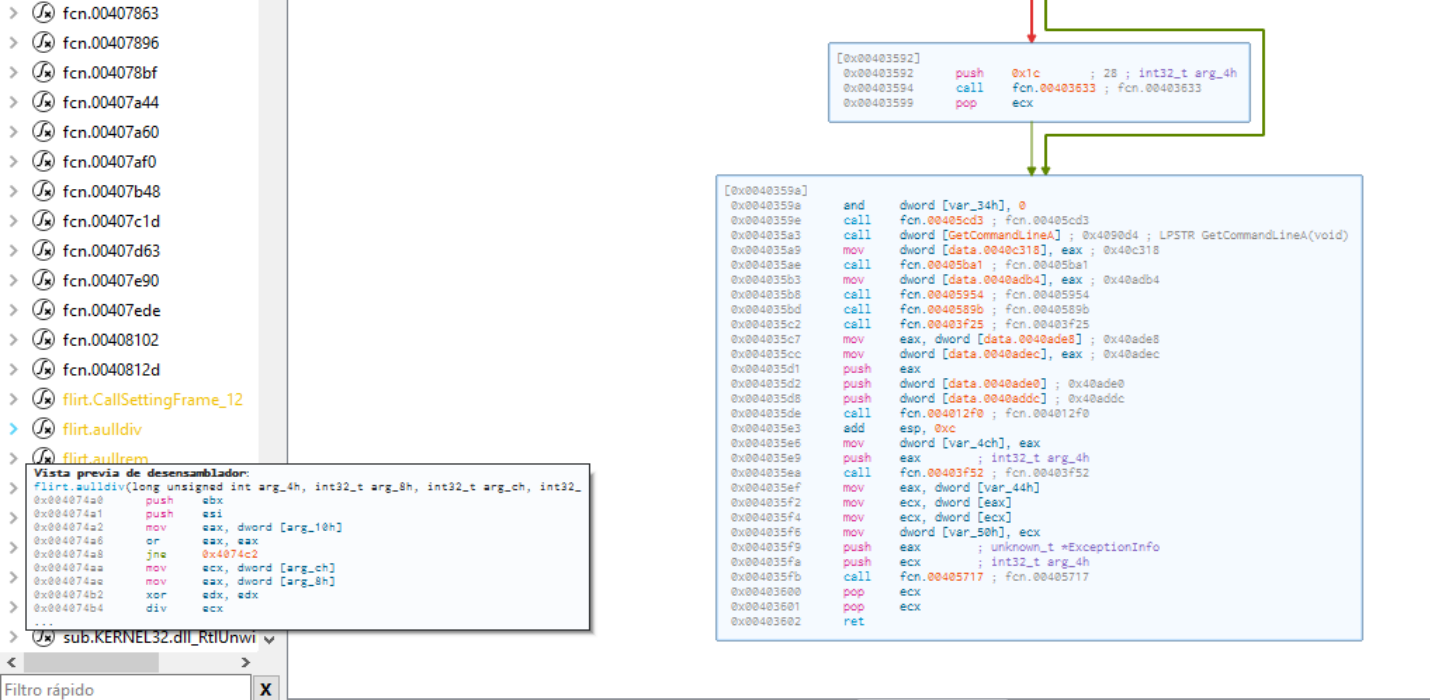 fcn.00407863
fcn.00407896
fcn.004078bf
fcn.00407a44
fcn.00407a60
fcn.00407af0
fcn.00407b48
fcn.00407c1d
fcn.00407d63
fcn.00407e90
fcn.00407ede
fcn.00408102
fcn.0040812d
flirt.CallSettingFrame_12
flirt.aulldiv
flirt.aullrem
Vista previa de desensamblador:
flirt.aulldiv(long unsigned int arg_4h, int32_t arg_8h, int32_t arg_ch, int32_
0x004074a0 push ebx
0x004074a1 push esi
0x004074a2 mov eax, dword [arg_10h]
0x004074a6 or eax, eax
0x004074a8 jne 0x4074c2
0x004074aa mov ecx, dword [arg_ch]
0x004074ae mov eax, dword [arg_8h]
0x004074b2 xor edx, edx
0x004074b4 div ecx
...
sub.KERNEL32.dll_RtlUnwi
Filtro rápido
X
[0x00403592]
0x00403592 push 0x1c ; 28 ; int32_t arg_4h
0x00403594 call fcn.00403633 ; fcn.00403633
0x00403599 pop ecx
[0x0040359a]
0x0040359a and dword [var_34h], 0
0x0040359e call fcn.00405cd3 ; fcn.00405cd3
0x004035a3 call dword [GetCommandLineA] ; 0x4090d4 ; LPSTR GetCommandLineA(void)
0x004035a9 mov dword [data.0040c318], eax ; 0x40c318
0x004035ae call fcn.00405ba1 ; fcn.00405ba1
0x004035b3 mov dword [data.0040adb4], eax ; 0x40adb4
0x004035b8 call fcn.00405954 ; fcn.00405954
0x004035bd call fcn.0040589b ; fcn.0040589b
0x004035c2 call fcn.00403f25 ; fcn.00403f25
0x004035c7 mov eax, dword [data.0040ade8] ; 0x40ade8
0x004035cc mov dword [data.0040adec], eax ; 0x40adec
0x004035d1 push eax
0x004035d2 push dword [data.0040ade0] ; 0x40ade0
0x004035d8 push dword [data.0040addc] ; 0x40addc
0x004035de call fcn.004012f0 ; fcn.004012f0
0x004035e3 add esp, 0xc
0x004035e6 mov dword [var_4ch], eax
0x004035e9 push eax ; int32_t arg_4h
0x004035ea call fcn.00403f52 ; fcn.00403f52
0x004035ef mov eax, dword [var_44h]
0x004035f2 mov ecx, dword [eax]
0x004035f4 mov ecx, dword [ecx]
0x004035f6 mov dword [var_50h], ecx
0x004035f9 push eax ; unknown_t *ExceptionInfo
0x004035fa push ecx ; int32_t arg_4h
0x004035fb call fcn.00405717 ; fcn.00405717
0x00403600 pop ecx
0x00403601 pop ecx
0x00403602 ret